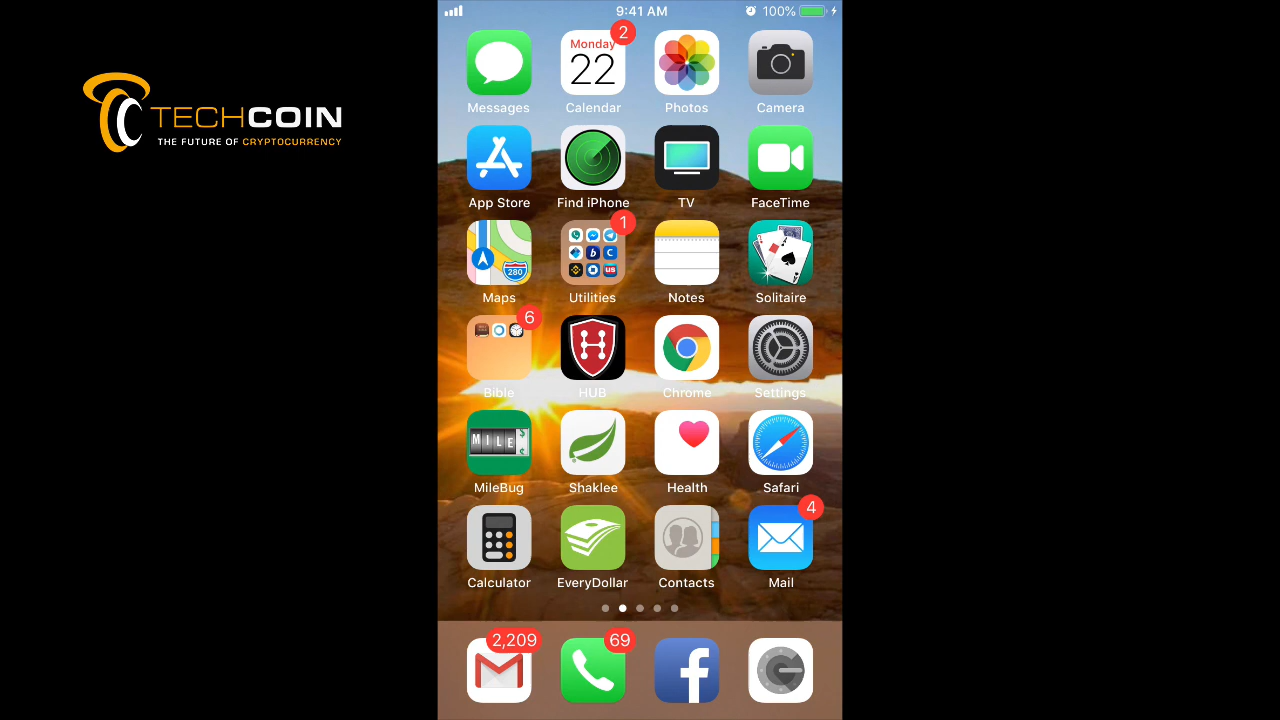 TECHCOIN
THE FUTURE OF CRYPTOCURRENCY
9:41 AM
100%
Monday
22
2
Messages
Calendar
Photos
Camera
App Store
Find iPhone
TV
FaceTime
280
1
Maps
Utilities
Notes
Solitaire
6
Bible
HUB
Chrome
Settings
MILE
MileBug
Shaklee
Health
Safari
4
Calculator
EveryDollar
Contacts
Mail
2,209
69